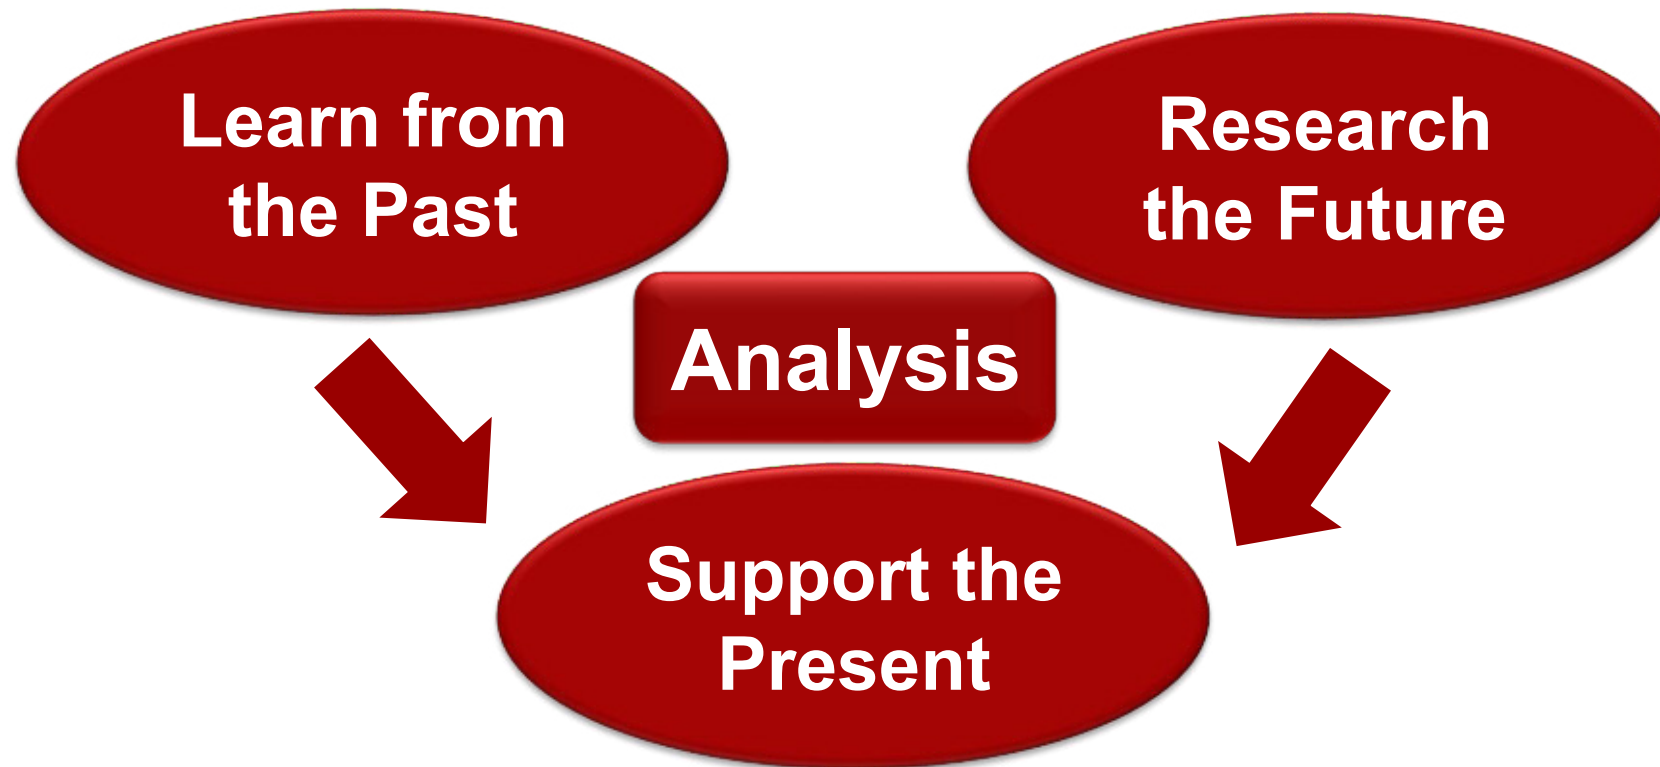 Learn from
the Past
Research
the Future
Analysis
Support the
Present